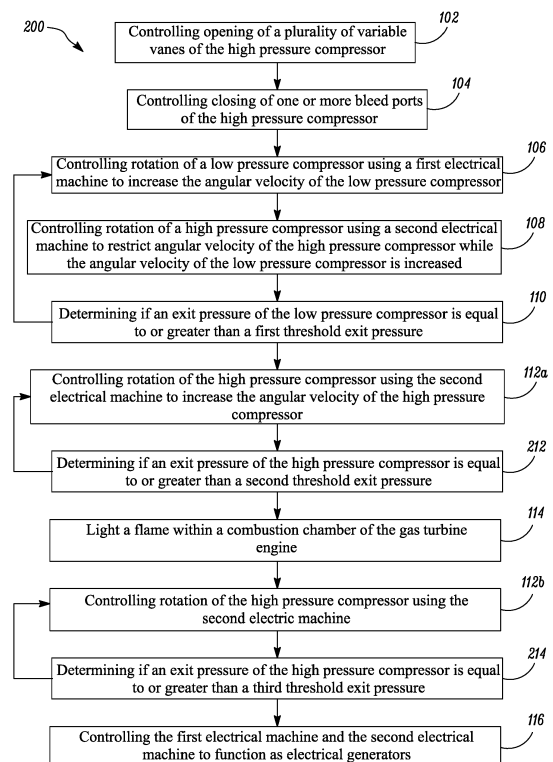 200
102
Controlling opening of a plurality of variable
vanes of the high pressure compressor
104
Controlling closing of one or more bleed ports
of the high pressure compressor
106
Controlling rotation of a low pressure compressor using a first electrical
machine to increase the angular velocity of the low pressure compressor
108
Controlling rotation of a high pressure compressor using a second electrical
machine to restrict angular velocity of the high pressure compressor while
the angular velocity of the low pressure compressor is increased
110
Determining if an exit pressure of the low pressure compressor is equal
to or greater than a first threshold exit pressure
112a
Controlling rotation of the high pressure compressor using the second
electrical machine to increase the angular velocity of the high pressure
compressor
212
Determining if an exit pressure of the high pressure compressor is equal
to or greater than a second threshold exit pressure
114
Light a flame within a combustion chamber of the gas turbine
engine
112b
Controlling rotation of the high pressure compressor using the
second electric machine
214
Determining if an exit pressure of the high pressure compressor is equal
to or greater than a third threshold exit pressure
116
Controlling the first electrical machine and the second electrical
machine to function as electrical generators